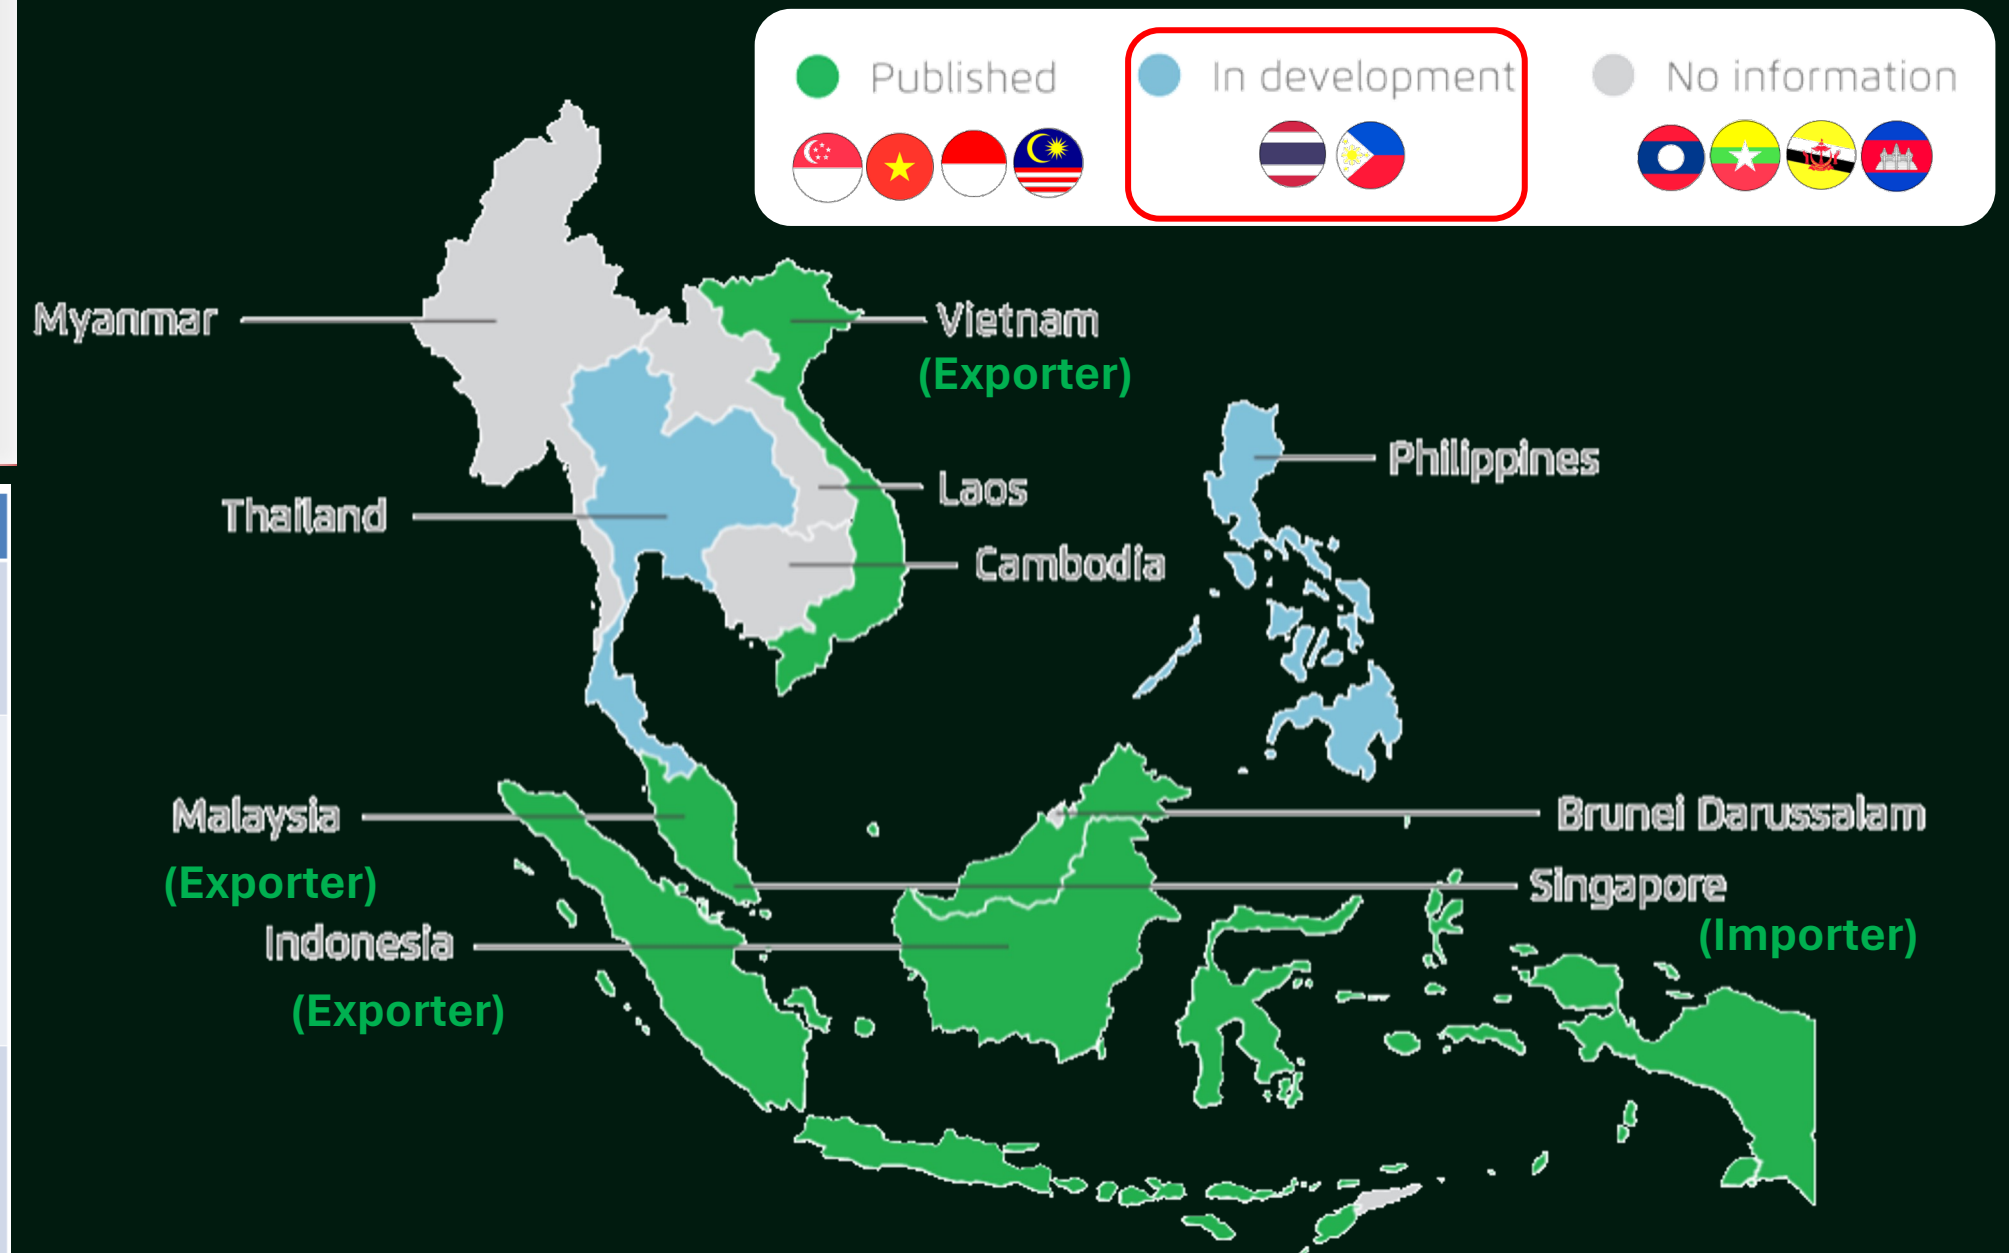 Published
In development
No information
Myanmar
Vietnam
(Exporter)
Philippines
Laos
Thailand
Cambodia
Malaysia
(Exporter)
Brunei Darussalam
Singapore
(Importer)
Indonesia
(Exporter)